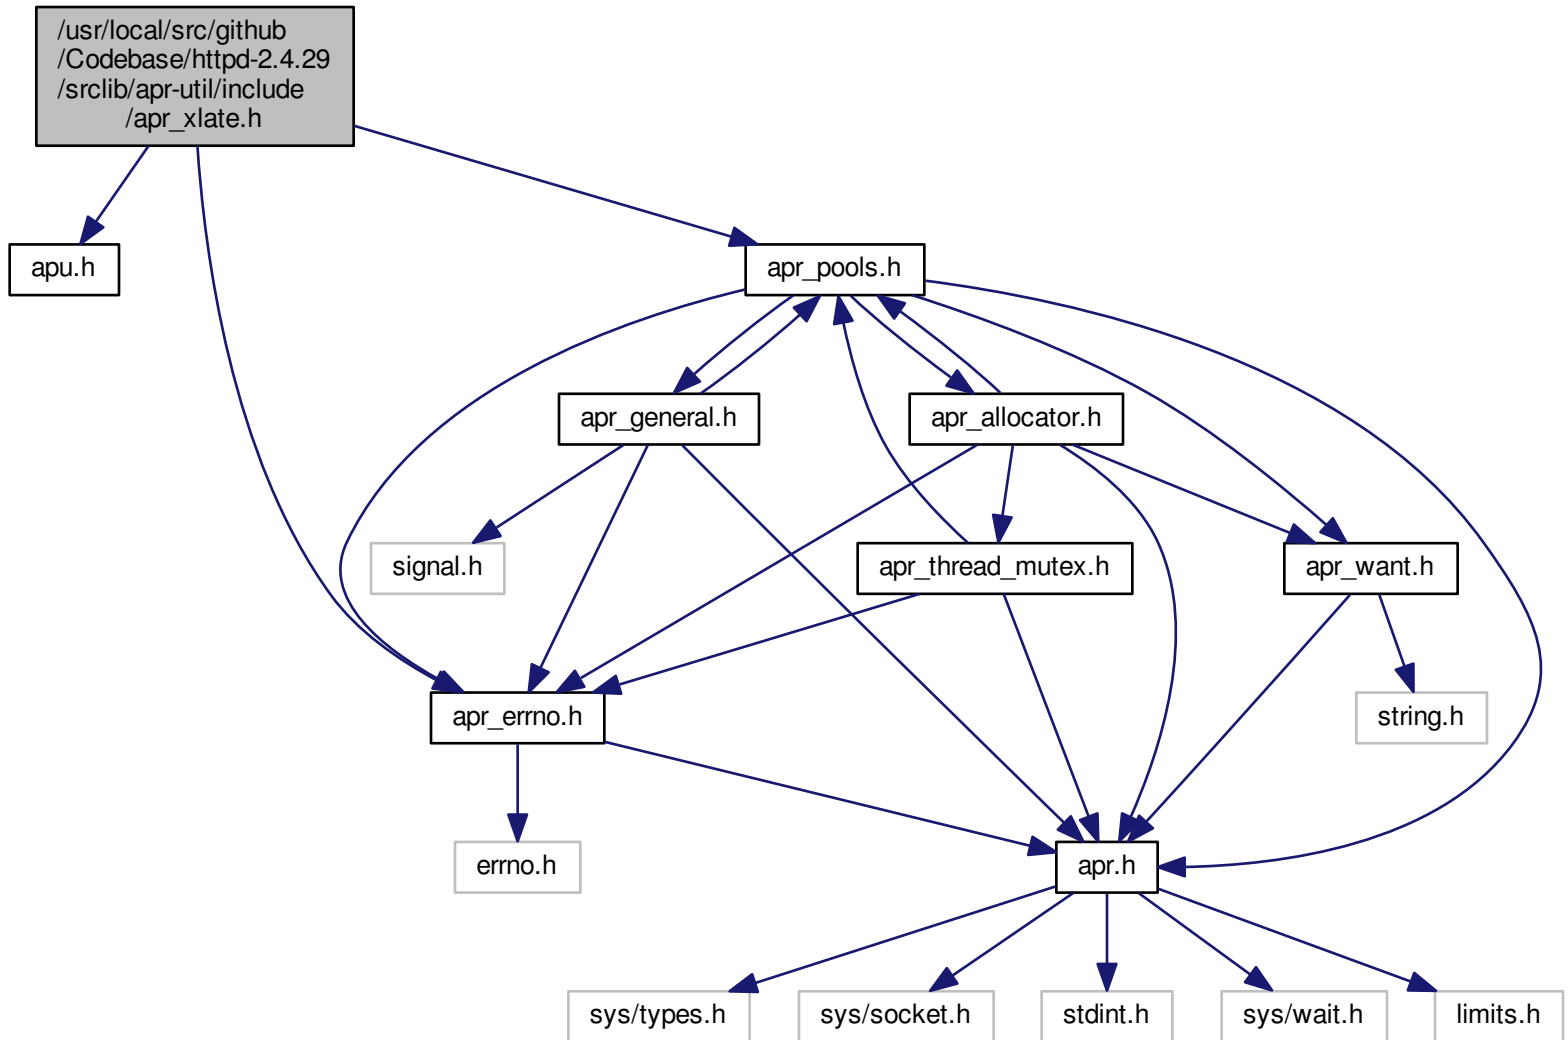 /usr/local/src/github
/Codebase/httpd-2.4.29
/srclib/apr-util/include
/apr_xlate.h
apu.h
apr_pools.h
apr_general.h
apr_allocator.h
signal.h
apr_thread_mutex.h
apr_want.h
apr_errno.h
string.h
errno.h
apr.h
sys/types.h
sys/socket.h
stdint.h
sys/wait.h
limits.h